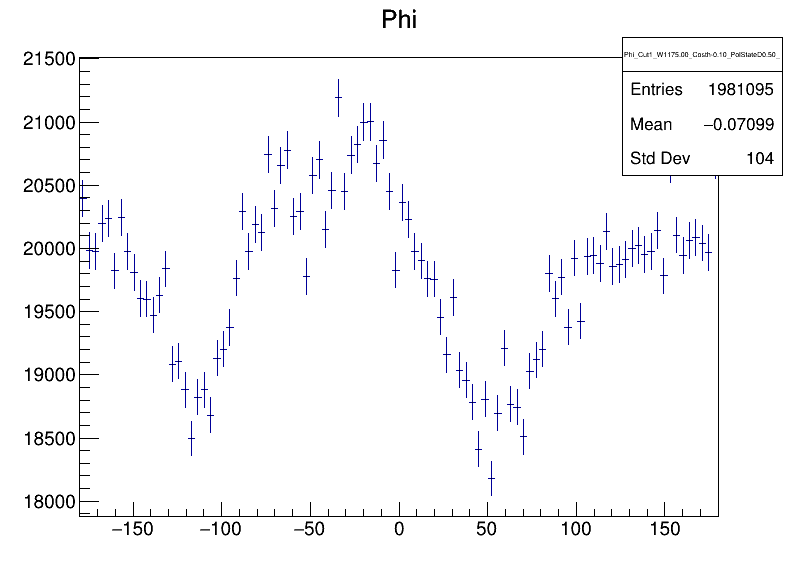 Phi
Phi_Cut1_W1175.00_Costh-0.10_PolStateD0.50_
Entries 1981095
Mean −0.07099
Std Dev 104
21500
21000
20500
20000
19500
19000
18500
18000
−150 −100 −50 0 50 100 150